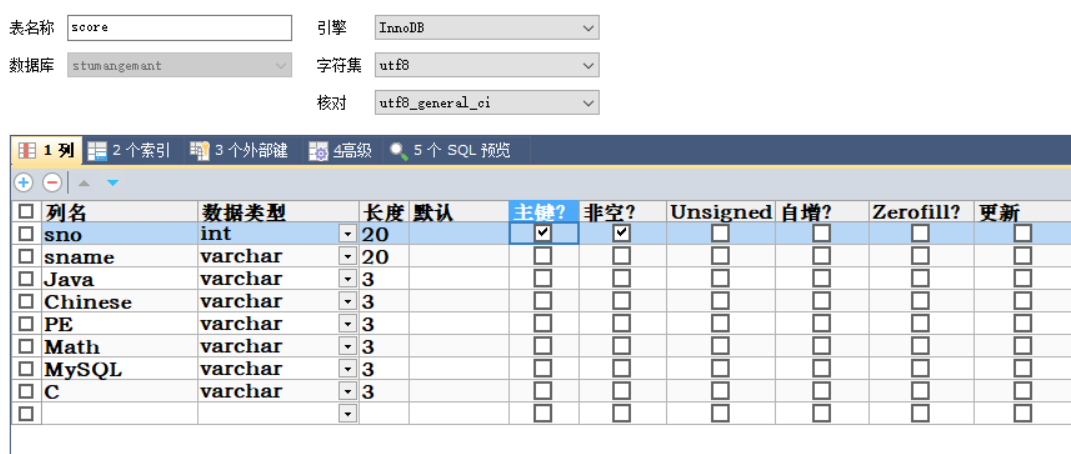 表名称 score 引擎 InnoDB
数据库 stumangemant 字符集 utf8
核对 utf8_general_ci
1 列 2 个索引 3 个外部键 4高级 5 个 SQL 预览
列名 数据类型 长度 默认 主键? 非空? Unsigned 自增? Zerofill? 更新
sno int 20
sname varchar 20
Java varchar 3
Chinese varchar 3
PE varchar 3
Math varchar 3
MySQL varchar 3
C varchar 3